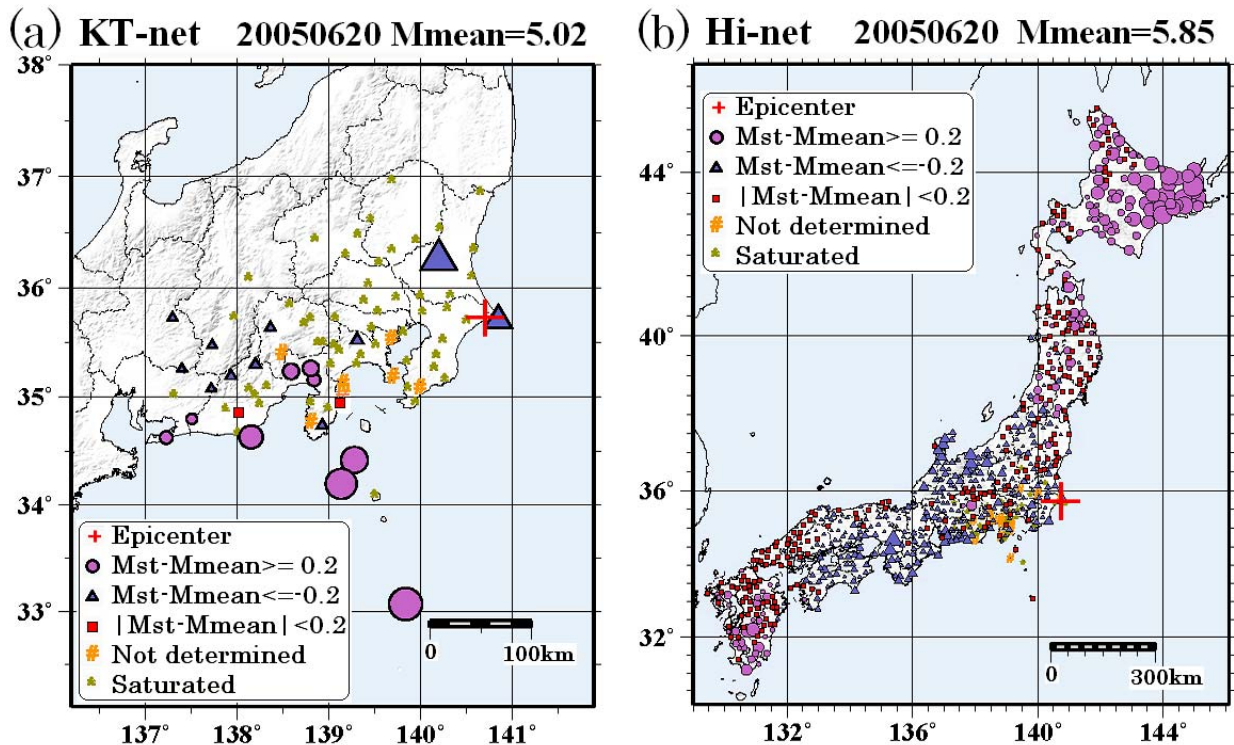 (a) KT-net 20050620 Mmean=5.02
38°
37°
36°
35°
34°
33°
Epicenter
Mst-Mmean>= 0.2
Mst-Mmean<=-0.2
|Mst-Mmean| <0.2
Not determined
Saturated
0 100km
137° 138° 139° 140° 141°
(b) Hi-net 20050620 Mmean=5.85
Epicenter
Mst-Mmean>= 0.2
Mst-Mmean<=-0.2
|Mst-Mmean| <0.2
Not determined
Saturated
44°
40°
36°
32°
0 300km
132° 136° 140° 144°